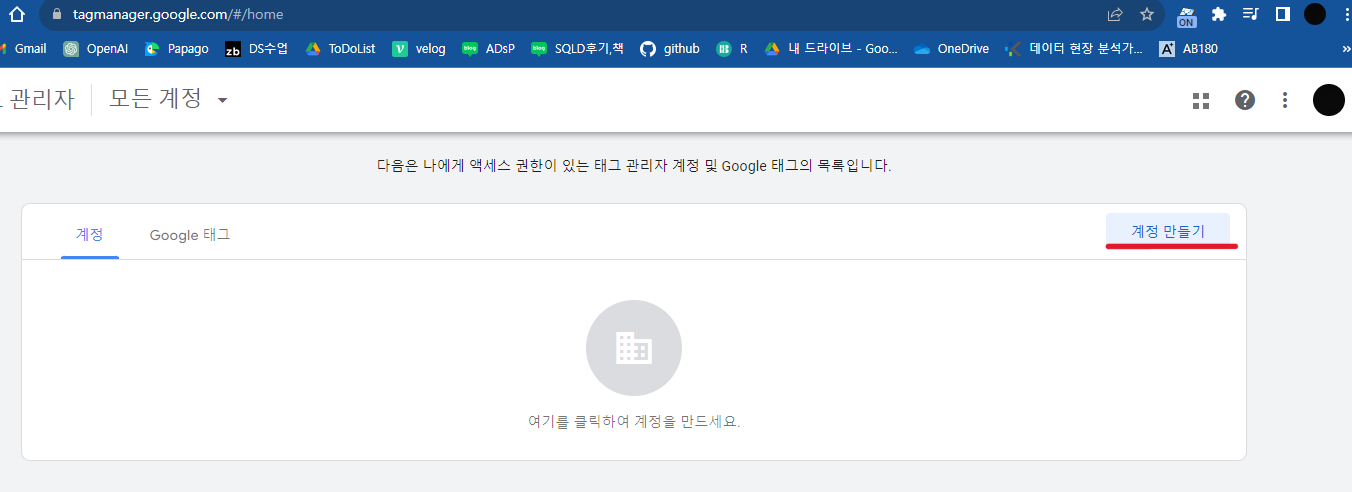 tagmanager.google.com/#/home
ON
Gmail OpenAI Papago zb DS수업 ToDoList v velog blog ADsP blog SQLD후기,책 github R 내 드라이브 - Goo... OneDrive 데이터 현장 분석가... A AB180 »
관리자 모든 계정
다음은 나에게 액세스 권한이 있는 태그 관리자 계정 및 Google 태그의 목록입니다.
계정 Google 태그 계정 만들기
여기를 클릭하여 계정을 만드세요.